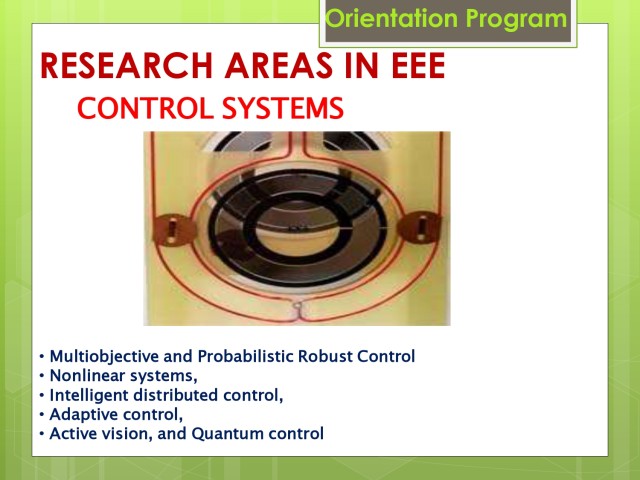 Orientation Program
RESEARCH AREAS IN EEE
CONTROL SYSTEMS
• Multiobjective and Probabilistic Robust Control
• Nonlinear systems,
• Intelligent distributed control,
• Adaptive control,
• Active vision, and Quantum control